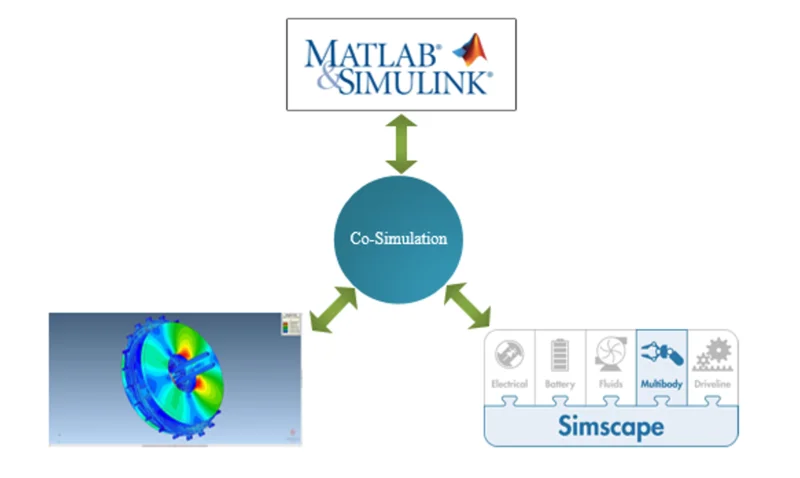 MATLAB®
&SIMULINK®
Co-Simulation
Electrical
Battery
Fluids
Multibody
Driveline
Simscape